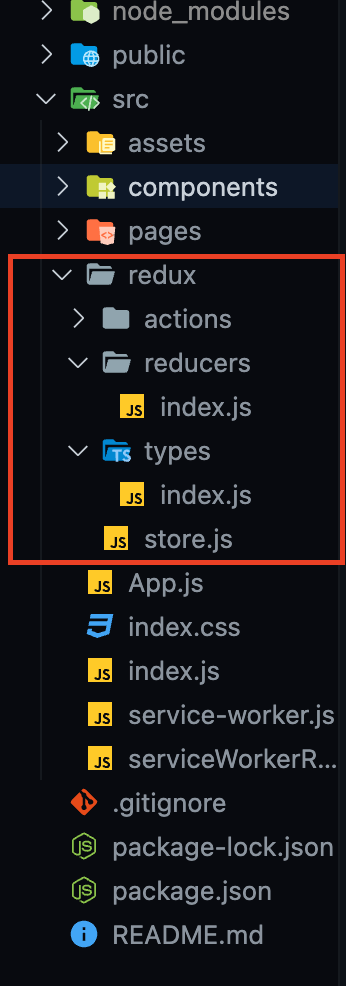 node_modules
public
src
assets
components
pages
redux
actions
reducers
JS index.js
TS types
JS index.js
JS store.js
JS App.js
index.css
JS index.js
JS service-worker.js
JS serviceWorkerR...
.gitignore
JS package-lock.json
JS package.json
i README.md